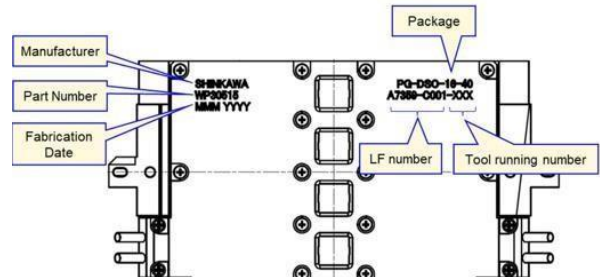 Package
Manufacturer
Part Number
Fabrication
Date
SHINKAWA
WP30515
MMM YYYY
PG-DSO-16-40
A7359-C001-XXX
LF number
Tool running number